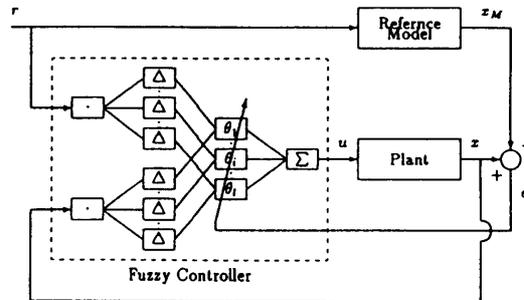 r
Refernce
Model
x_M
Δ
Δ
Δ
θ_1
θ_i
θ_l
Σ
u
Plant
x
+
Δ
Δ
Δ
Fuzzy Controller